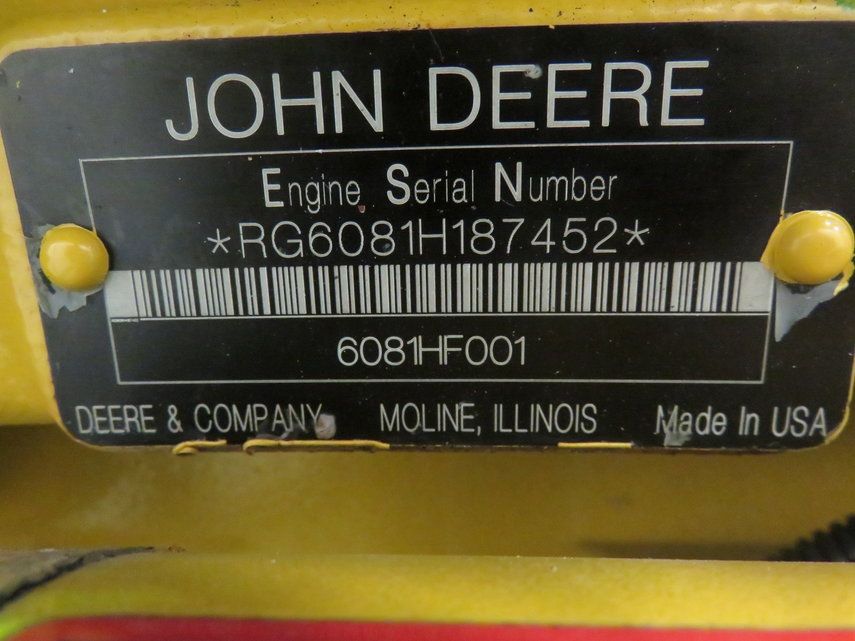 JOHN DEERE
Engine Serial Number
*RG6081H187452*
6081HF001
DEERE & COMPANY MOLINE, ILLINOIS Made In USA